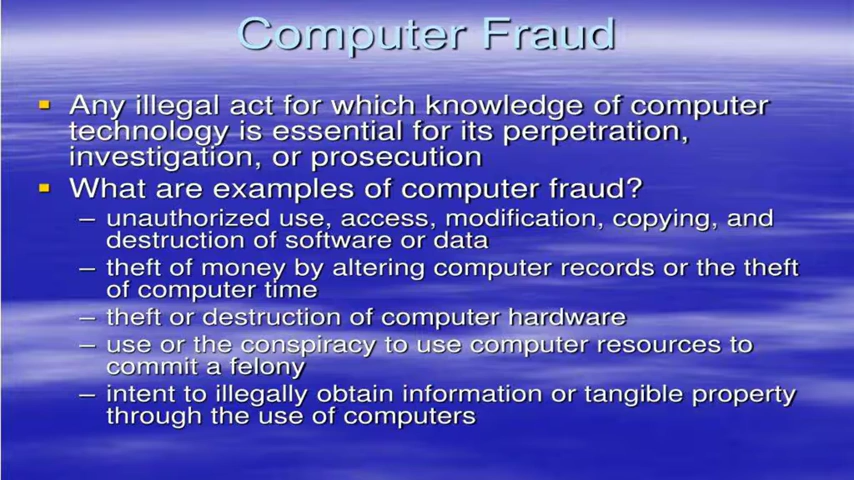 Computer Fraud
▪ Any illegal act for which knowledge of computer
technology is essential for its perpetration,
investigation, or prosecution
▪ What are examples of computer fraud?
– unauthorized use, access, modification, copying, and
destruction of software or data
– theft of money by altering computer records or the theft
of computer time
– theft or destruction of computer hardware
– use or the conspiracy to use computer resources to
commit a felony
– intent to illegally obtain information or tangible property
through the use of computers